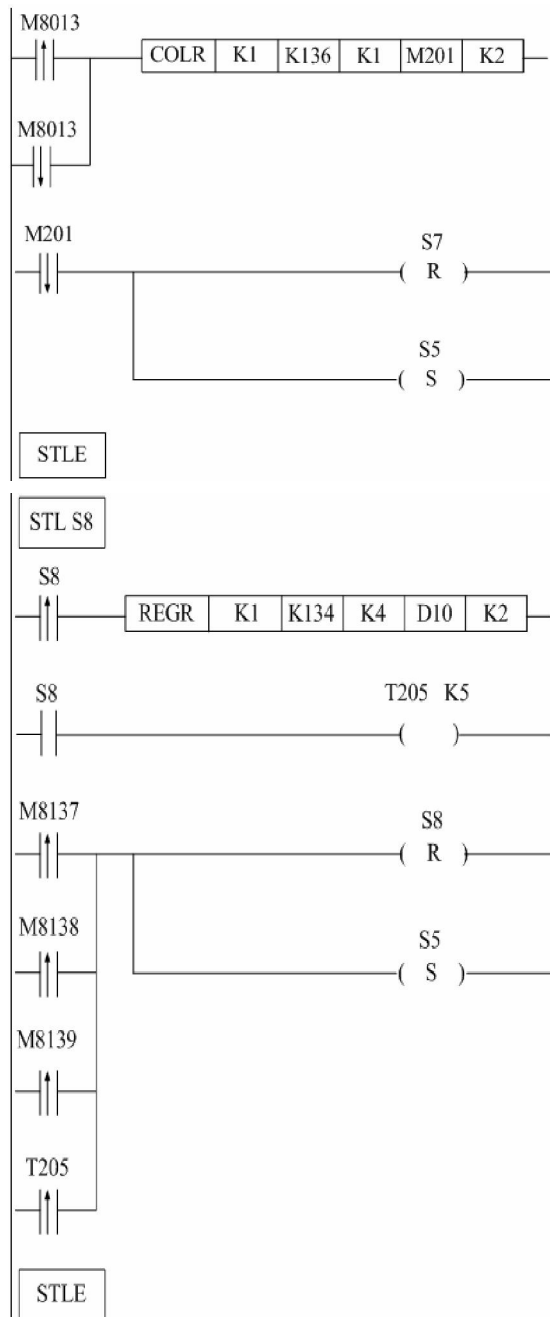 M8013
COLR K1 K136 K1 M201 K2
M8013
M201
S7
( R )
S5
( S )
STLE
STL S8
S8
REGR K1 K134 K4 D10 K2
S8
T205 K5
( )
M8137
S8
( R )
M8138
S5
( S )
M8139
T205
STLE